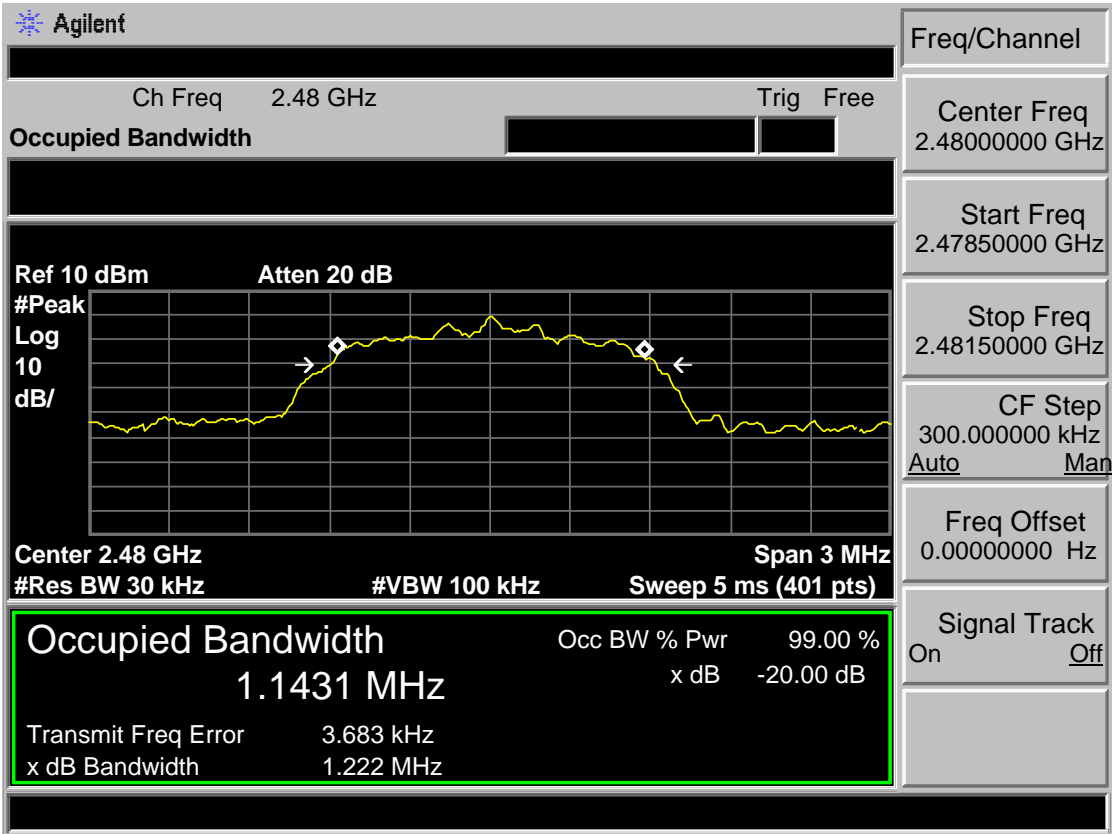 Agilent
Freq/Channel
Ch Freq 2.48 GHz Trig Free
Occupied Bandwidth
Center Freq
2.48000000 GHz
Start Freq
2.47850000 GHz
Stop Freq
2.48150000 GHz
CF Step
300.000000 kHz
Auto Man
Freq Offset
0.00000000 Hz
Signal Track
On Off
Ref 10 dBm Atten 20 dB
#Peak
Log
10
dB/
Center 2.48 GHz Span 3 MHz
#Res BW 30 kHz #VBW 100 kHz Sweep 5 ms (401 pts)
Occupied Bandwidth
1.1431 MHz
Occ BW % Pwr 99.00 %
x dB -20.00 dB
Transmit Freq Error 3.683 kHz
x dB Bandwidth 1.222 MHz